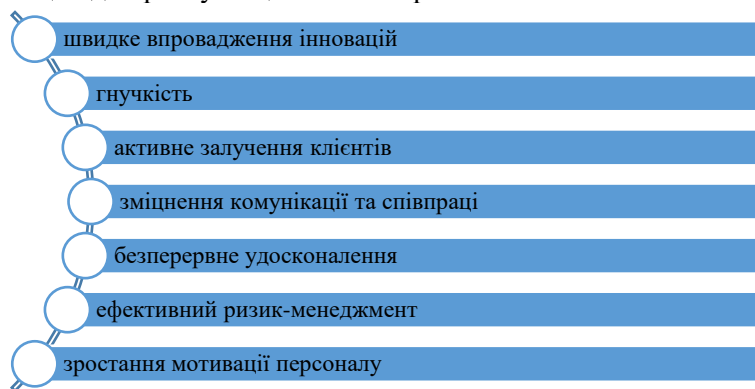 швидке впровадження інновацій
гнучкість
активне залучення клієнтів
зміцнення комунікації та співпраці
безперервне удосконалення
ефективний ризик-менеджмент
зростання мотивації персоналу